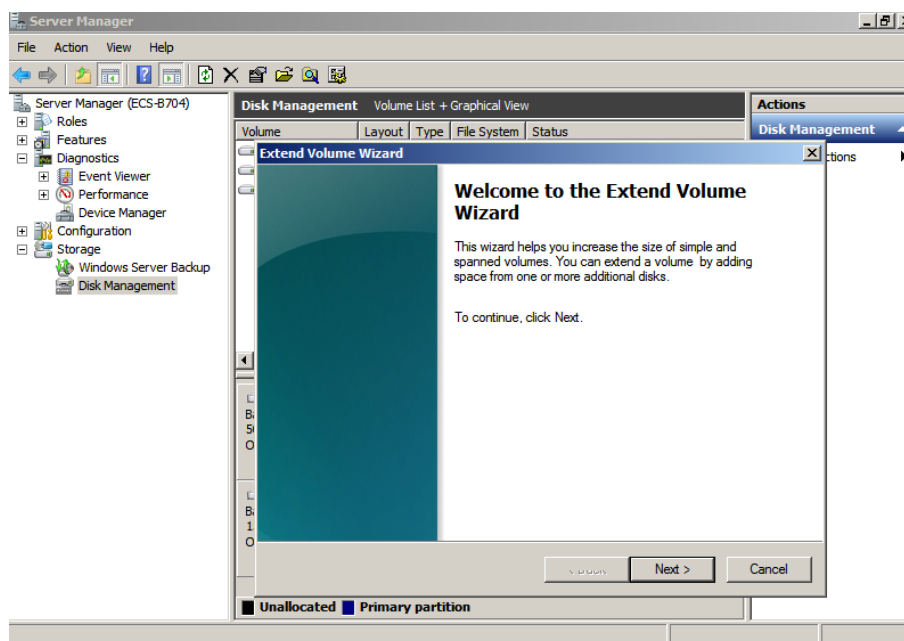 Server Manager
File Action View Help
Server Manager (ECS-B704)
Roles
Features
Diagnostics
Event Viewer
Performance
Device Manager
Configuration
Storage
Windows Server Backup
Disk Management
Disk Management Volume List + Graphical View
Volume Layout Type File System Status
Actions
Disk Management
ctions
Extend Volume Wizard
Welcome to the Extend Volume
Wizard
This wizard helps you increase the size of simple and
spanned volumes. You can extend a volume by adding
space from one or more additional disks.
To continue, click Next.
Next >
Cancel
Unallocated Primary partition